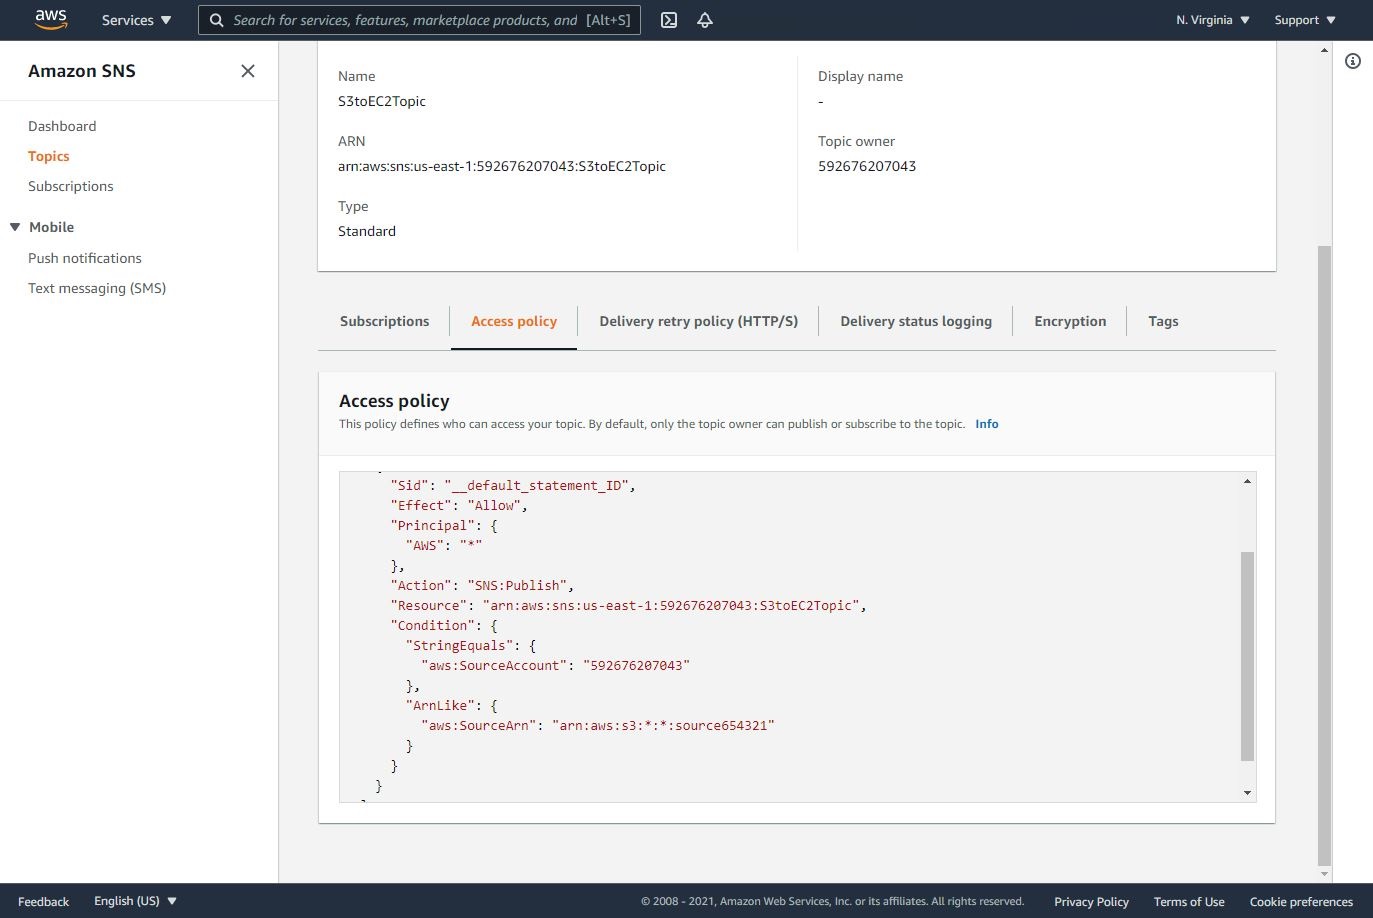 aws
Services
Search for services, features, marketplace products, and [Alt+S]
N. Virginia
Support
Amazon SNS
Dashboard
Topics
Subscriptions
Mobile
Push notifications
Text messaging (SMS)
Name
S3toEC2Topic
ARN
arn:aws:sns:us-east-1:592676207043:S3toEC2Topic
Type
Standard
Display name
-
Topic owner
592676207043
Subscriptions
Access policy
Delivery retry policy (HTTP/S)
Delivery status logging
Encryption
Tags
Access policy
This policy defines who can access your topic. By default, only the topic owner can publish or subscribe to the topic. Info
"Sid": "__default_statement_ID",
"Effect": "Allow",
"Principal": {
"AWS": "*"
},
"Action": "SNS:Publish",
"Resource": "arn:aws:sns:us-east-1:592676207043:S3toEC2Topic",
"Condition": {
"StringEquals": {
"aws:SourceAccount": "592676207043"
},
"ArnLike": {
"aws:SourceArn": "arn:aws:s3:*:*:source654321"
}
}
}
Feedback
English (US)
© 2008 - 2021, Amazon Web Services, Inc. or its affiliates. All rights reserved.
Privacy Policy
Terms of Use
Cookie preferences